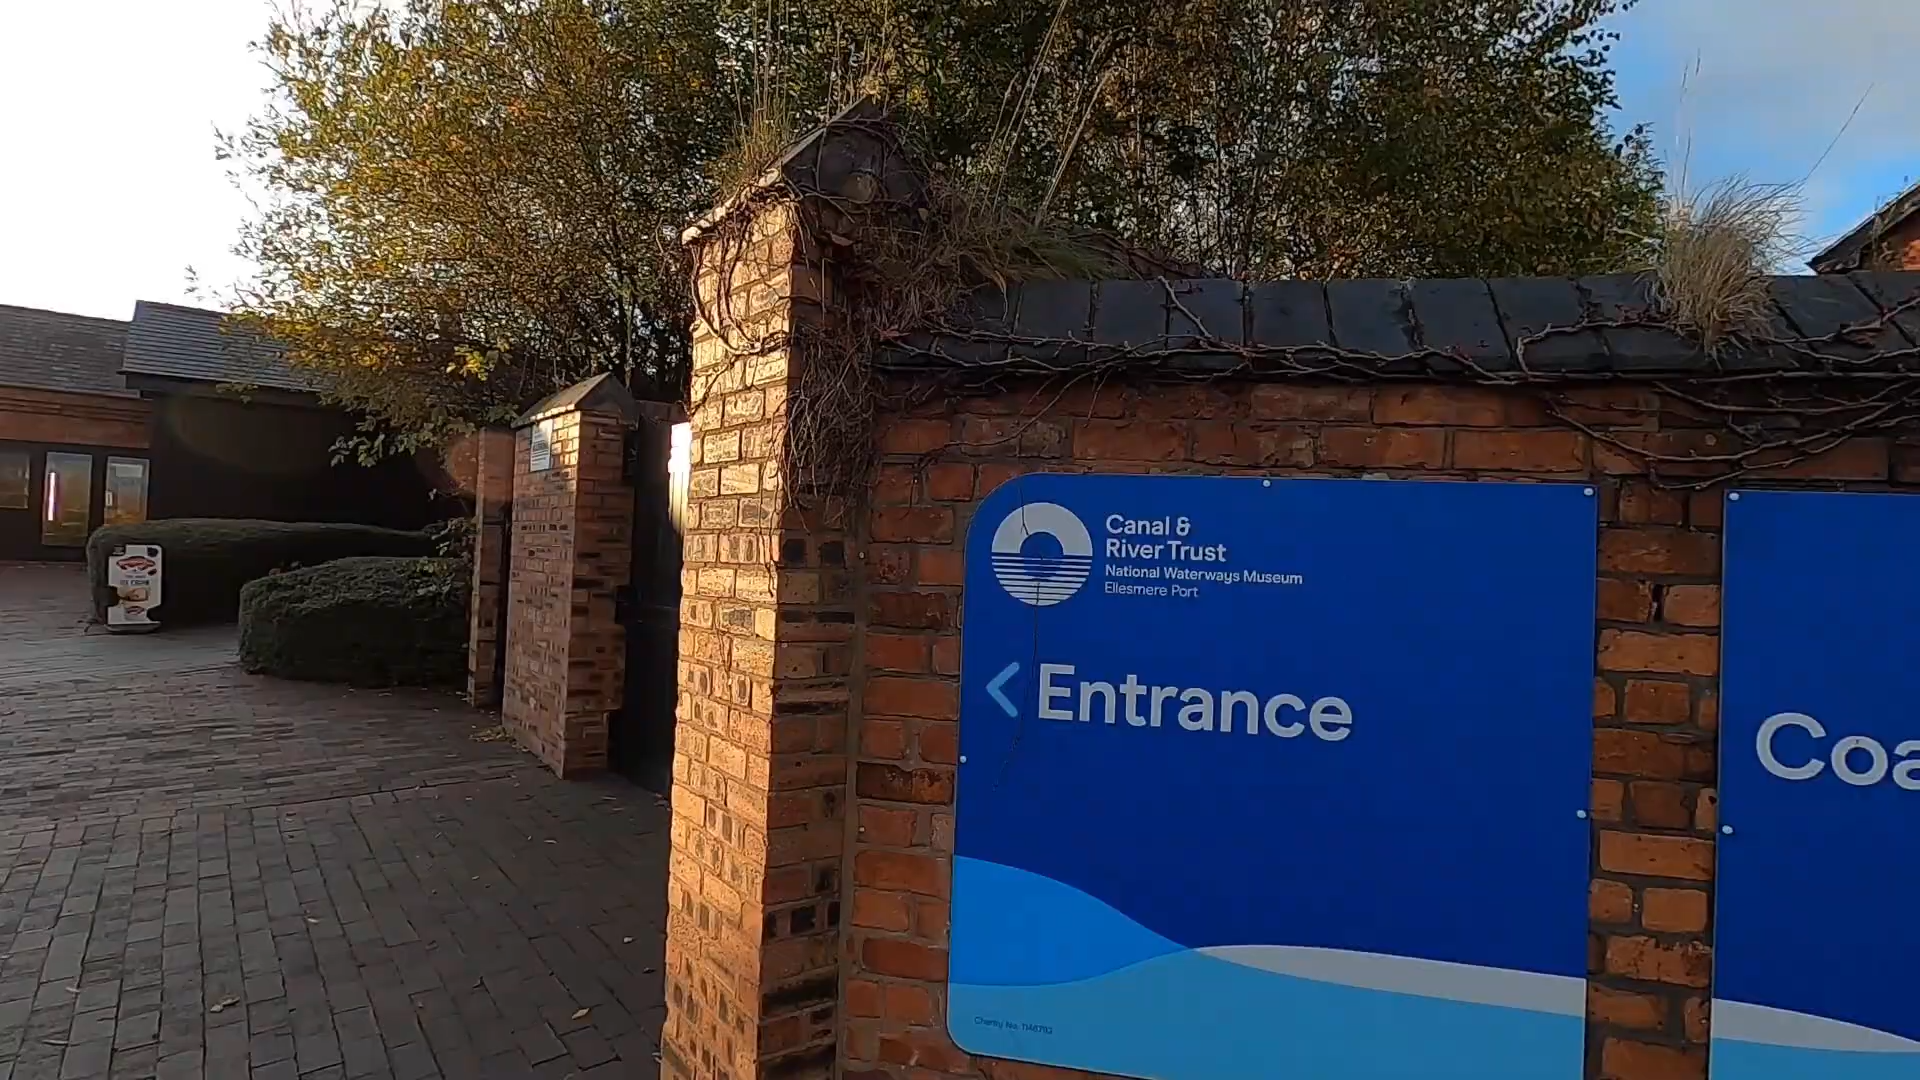 Canal &
River Trust
National Waterways Museum
Ellesmere Port
< Entrance
Coa